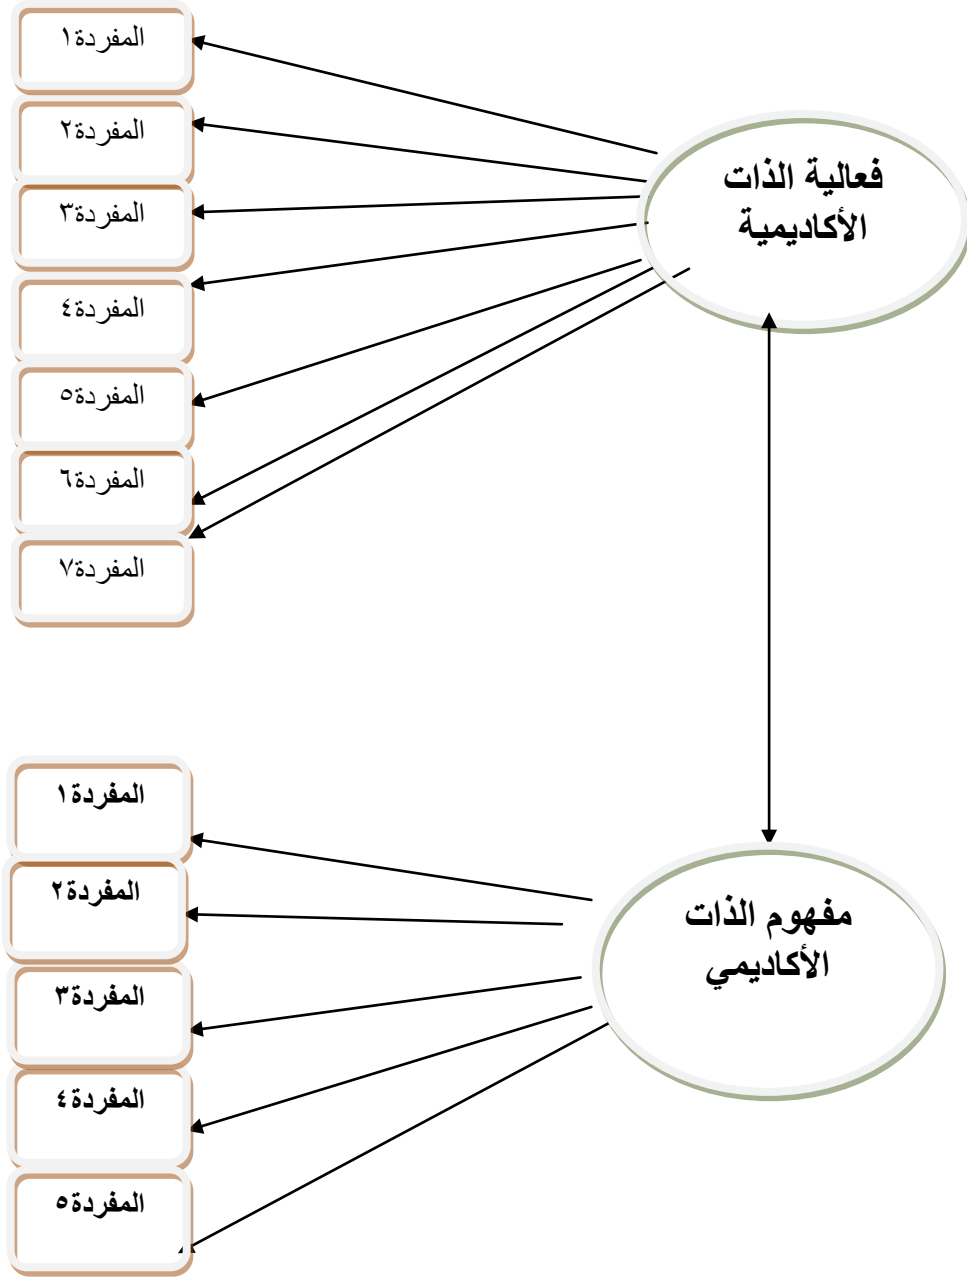 المفردة١
المفردة٢
المفردة٣
المفردة٤
المفردة٥
المفردة٦
المفردة٧
فعالية الذات
الأكاديمية
المفردة١
المفردة٢
المفردة٣
المفردة٤
المفردة٥
مفهوم الذات
الأكاديمي